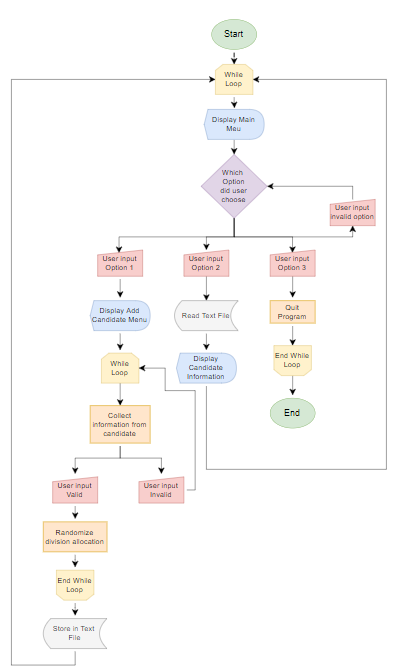 Start
While
Loop
Display Main
Meu
Which
Option
did user
choose
User input
invalid option
User input
Option 1
User input
Option 2
User input
Option 3
Display Add
Candidate Menu
Read Text File
Quit
Program
While
Loop
Display
Candidate
Information
End While
Loop
Collect
information from
candidate
End
User input
Valid
User input
Invalid
Randomize
division allocation
End While
Loop
Store in Text
File